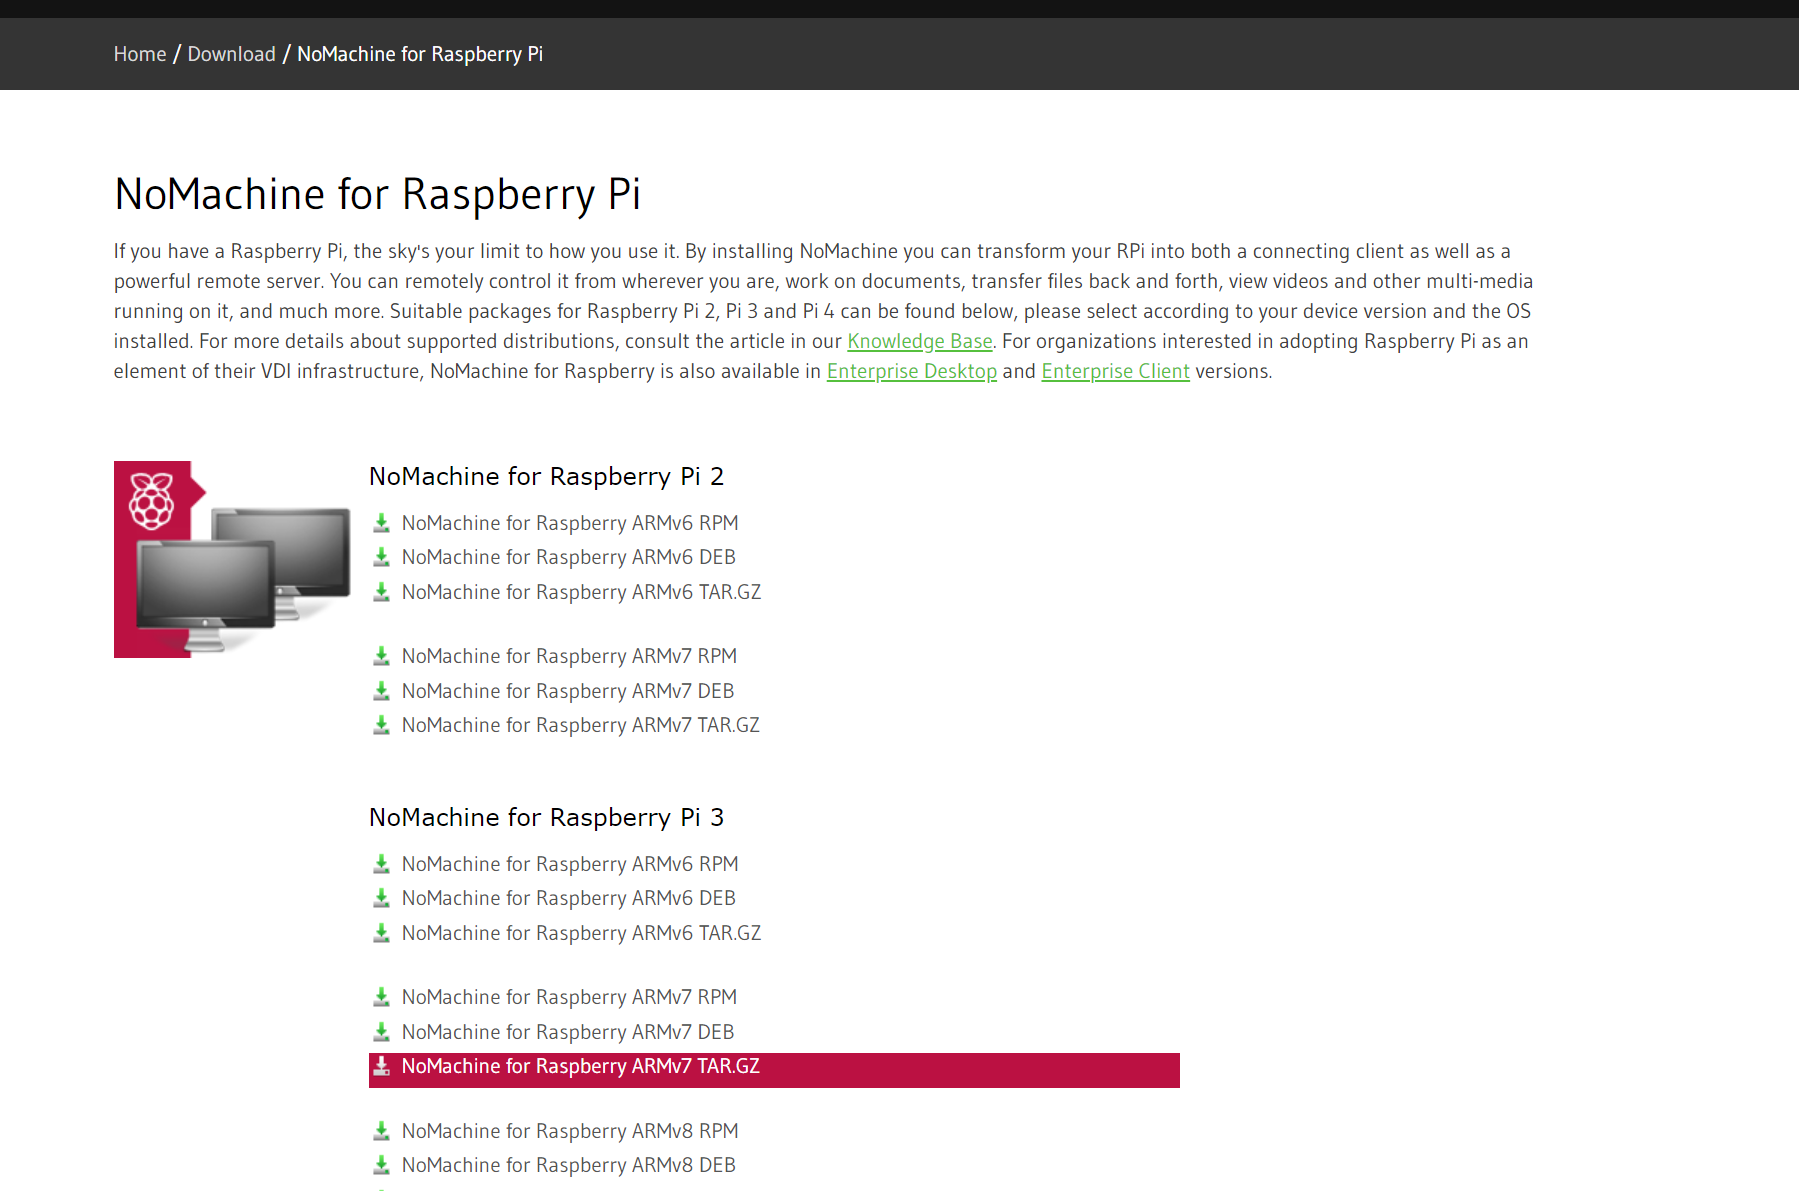 Home / Download / NoMachine for Raspberry Pi
NoMachine for Raspberry Pi
If you have a Raspberry Pi, the sky's your limit to how you use it. By installing NoMachine you can transform your RPi into both a connecting client as well as a
powerful remote server. You can remotely control it from wherever you are, work on documents, transfer files back and forth, view videos and other multi-media
running on it, and much more. Suitable packages for Raspberry Pi 2, Pi 3 and Pi 4 can be found below, please select according to your device version and the OS
installed. For more details about supported distributions, consult the article in our Knowledge Base. For organizations interested in adopting Raspberry Pi as an
element of their VDI infrastructure, NoMachine for Raspberry is also available in Enterprise Desktop and Enterprise Client versions.
NoMachine for Raspberry Pi 2
NoMachine for Raspberry ARMv6 RPM
NoMachine for Raspberry ARMv6 DEB
NoMachine for Raspberry ARMv6 TAR.GZ
NoMachine for Raspberry ARMv7 RPM
NoMachine for Raspberry ARMv7 DEB
NoMachine for Raspberry ARMv7 TAR.GZ
NoMachine for Raspberry Pi 3
NoMachine for Raspberry ARMv6 RPM
NoMachine for Raspberry ARMv6 DEB
NoMachine for Raspberry ARMv6 TAR.GZ
NoMachine for Raspberry ARMv7 RPM
NoMachine for Raspberry ARMv7 DEB
NoMachine for Raspberry ARMv7 TAR.GZ
NoMachine for Raspberry ARMv8 RPM
NoMachine for Raspberry ARMv8 DEB